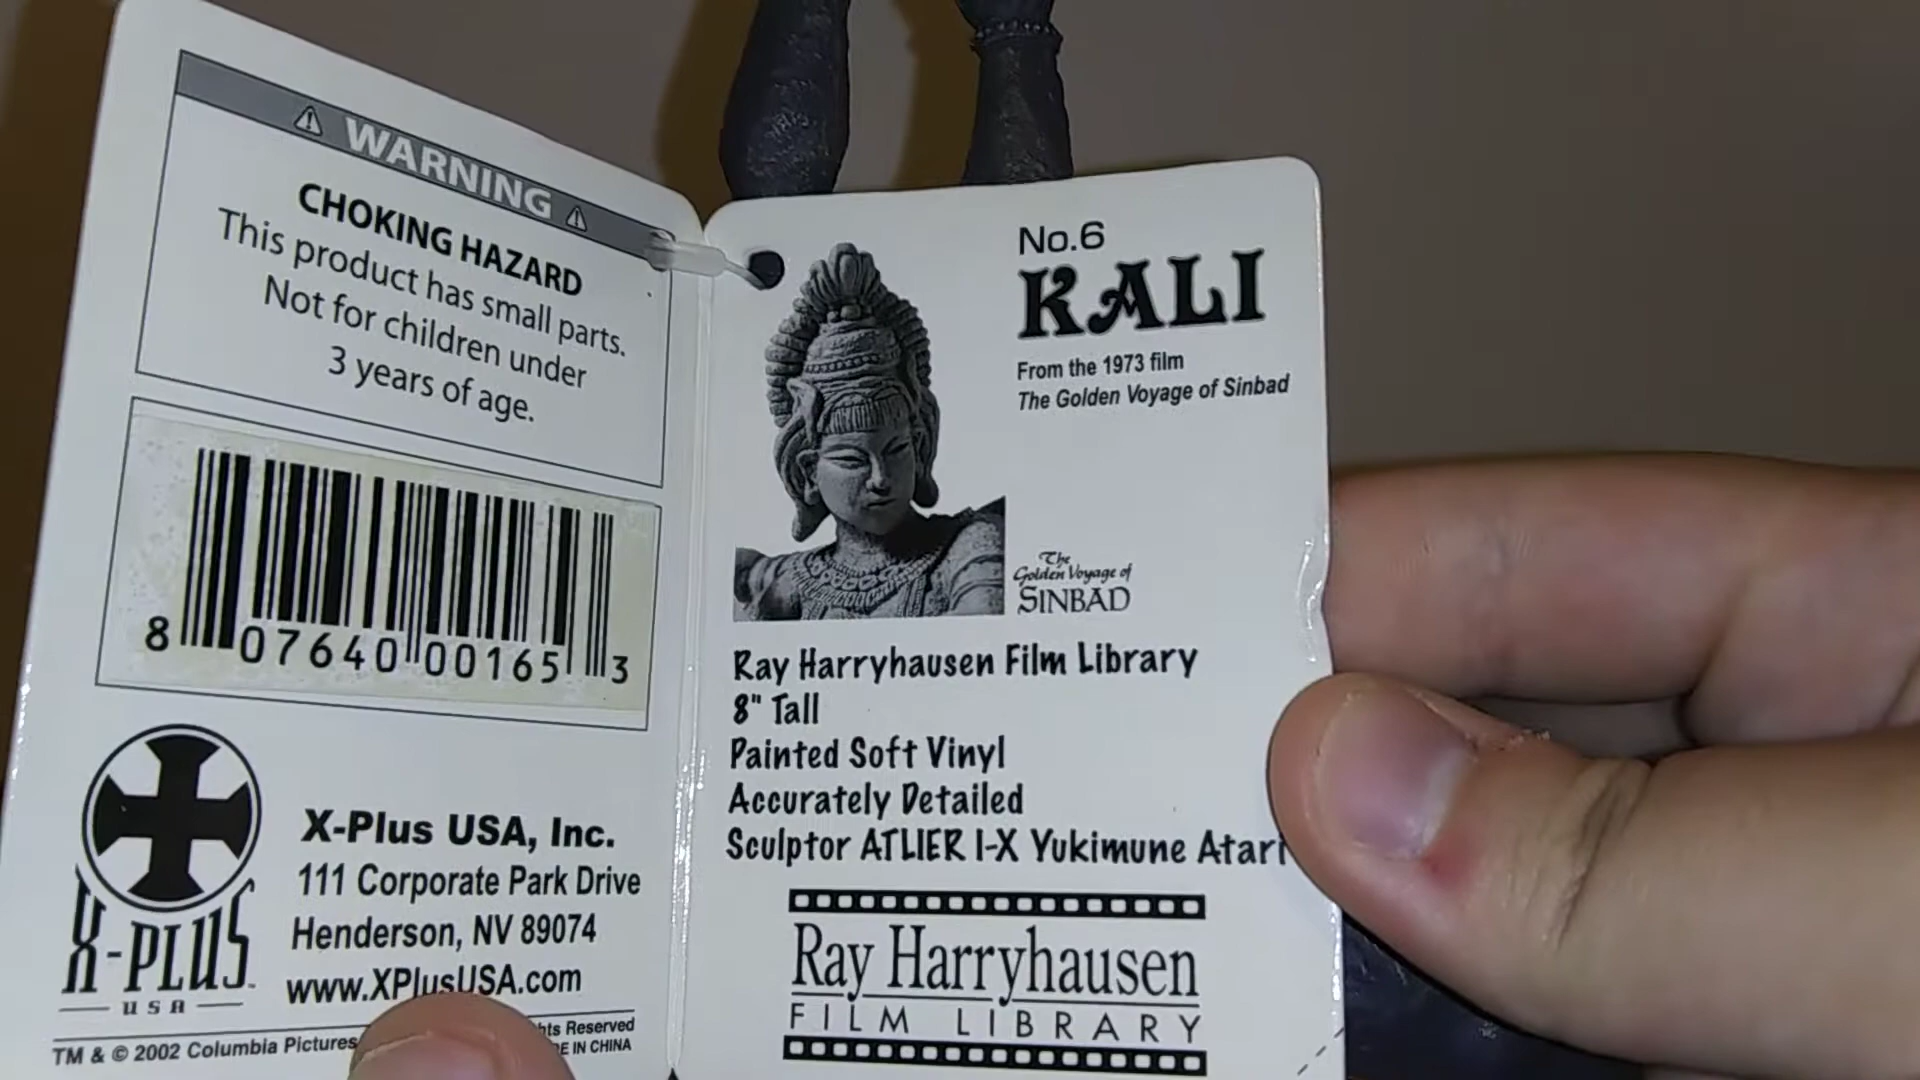 WARNING
CHOKING HAZARD
This product has small parts.
Not for children under
3 years of age.
8 07640 00165 3
X-PLUS
USA
X-Plus USA, Inc.
111 Corporate Park Drive
Henderson, NV 89074
www.XPlusUSA.com
TM & © 2002 Columbia Pictures
Reserved
IN CHINA
No.6
KALI
From the 1973 film
The Golden Voyage of Sinbad
The
Golden Voyage of
SINBAD
Ray Harryhausen Film Library
8" Tall
Painted Soft Vinyl
Accurately Detailed
Sculptor ATLIER I-X Yukimune Atari
Ray Harryhausen
FILM LIBRARY